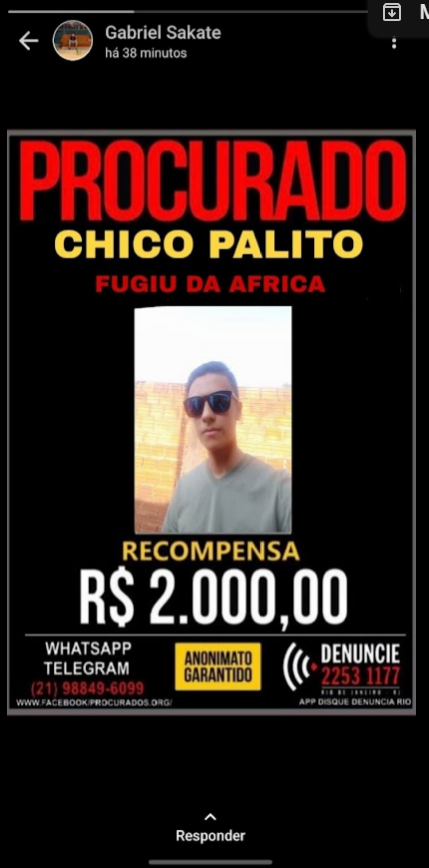 M
Gabriel Sakate
há 38 minutos
PROCURADO
CHICO PALITO
FUGIU DA AFRICA
RECOMPENSA
R$ 2.000,00
WHATSAPP
TELEGRAM
(21) 98849-6099
WWW.FACEBOOK/PROCURADOS.ORG/
ANONIMATO
GARANTIDO
DENUNCIE
2253 1177
RIO DE JANEIRO - RJ
APP DISQUE DENUNCIA RIO
Responder